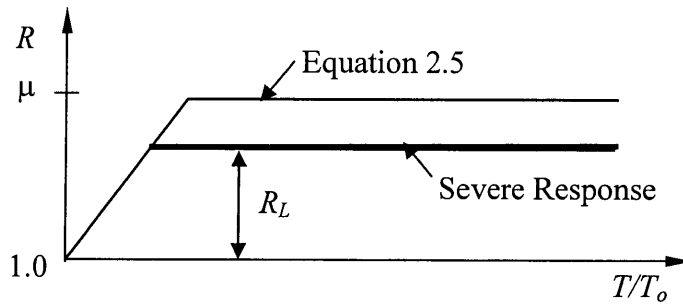 R
Equation 2.5
μ
Severe Response
R_L
1.0
T/T_o